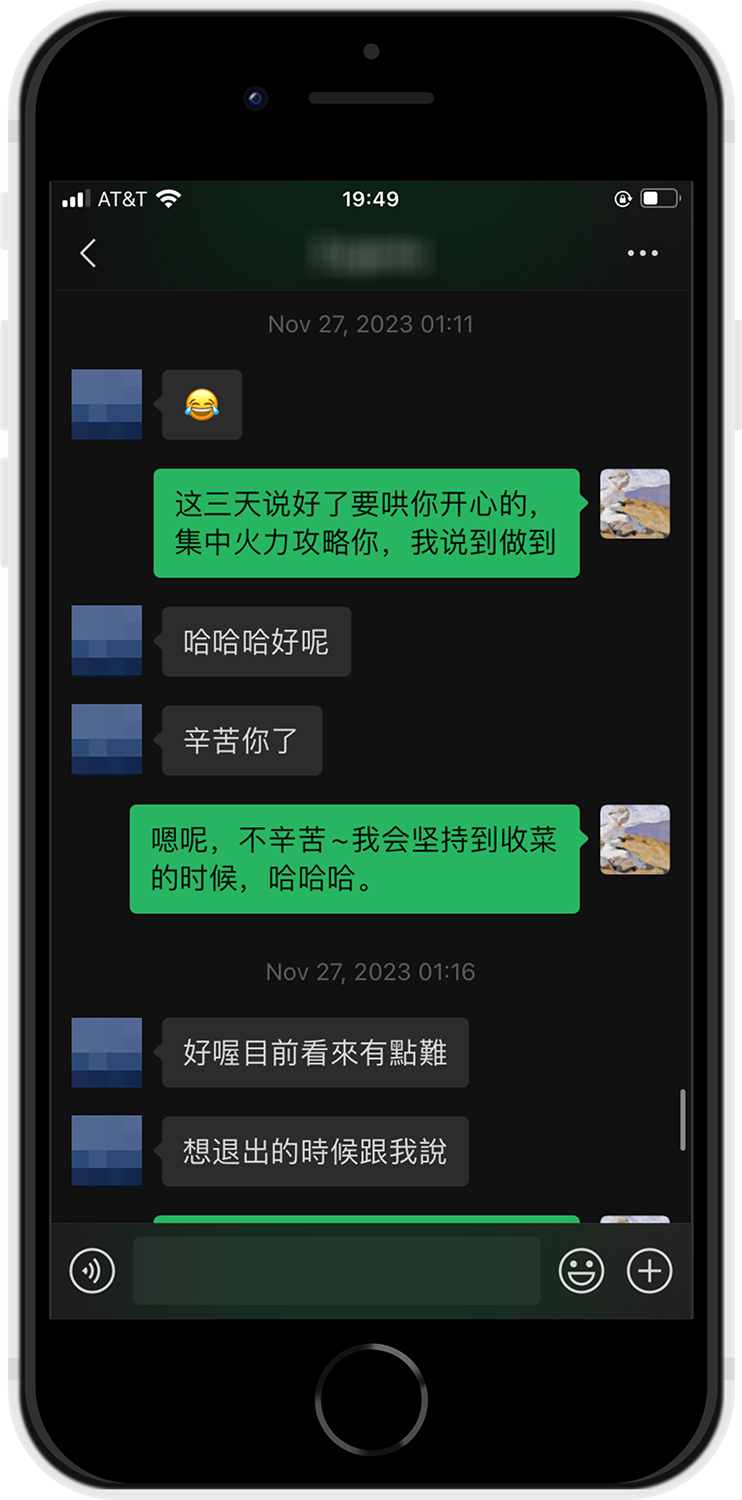 AT&T 19:49
Nov 27, 2023 01:11
😂
这三天说好了要哄你开心的，
集中火力攻略你，我说到做到
哈哈哈好呢
辛苦你了
嗯呢，不辛苦~我会坚持到收菜
的时候，哈哈哈。
Nov 27, 2023 01:16
好喔目前看來有點難
想退出的時候跟我說